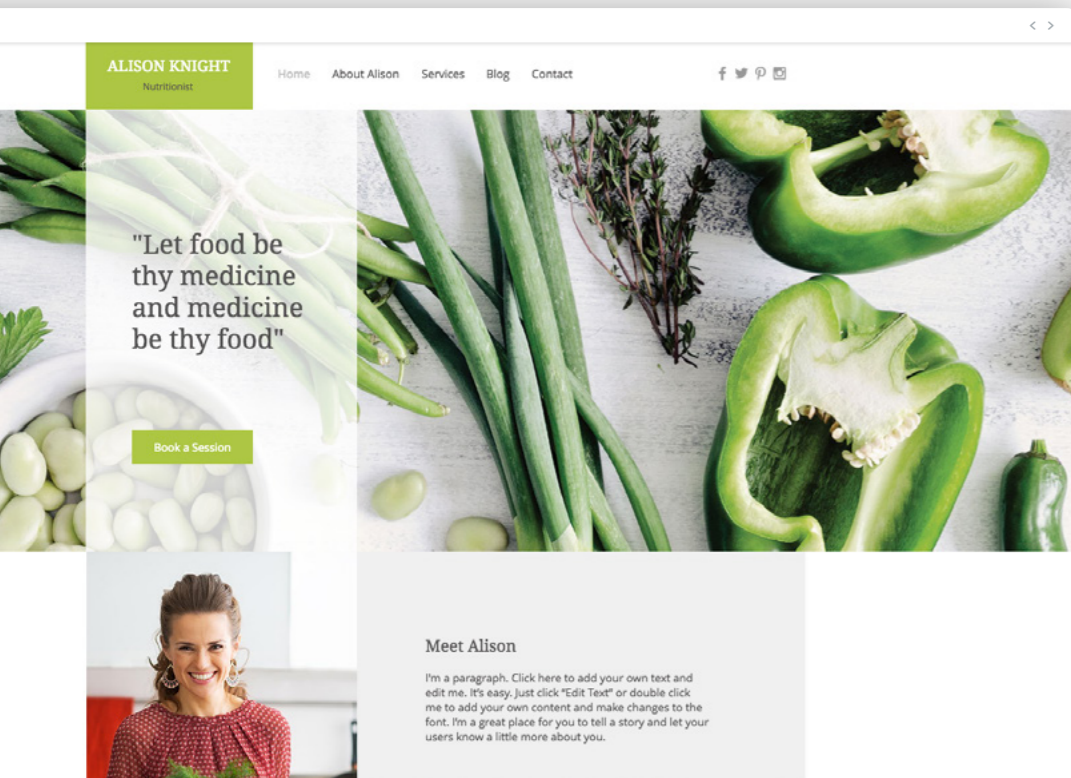 ALISON KNIGHT
Nutritionist
Home About Alison Services Blog Contact
"Let food be
thy medicine
and medicine
be thy food"
Book a Session
Meet Alison
I'm a paragraph. Click here to add your own text and
edit me. It's easy. Just click “Edit Text” or double click
me to add your own content and make changes to the
font. I'm a great place for you to tell a story and let your
users know a little more about you.